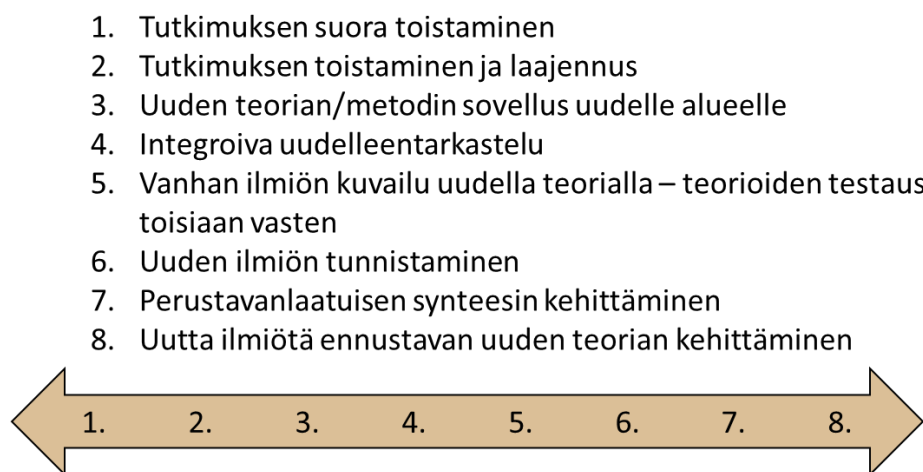 1. Tutkimuksen suora toistaminen
2. Tutkimuksen toistaminen ja laajennus
3. Uuden teorian/metodin sovellus uudelle alueelle
4. Integroiva uudelleentarkastelu
5. Vanhan ilmiön kuvailu uudella teorialla – teorioiden testaus
toisiaan vasten
6. Uuden ilmiön tunnistaminen
7. Perustavanlaatuisen synteesin kehittäminen
8. Uutta ilmiötä ennustavan uuden teorian kehittäminen
1. 2. 3. 4. 5. 6. 7. 8.